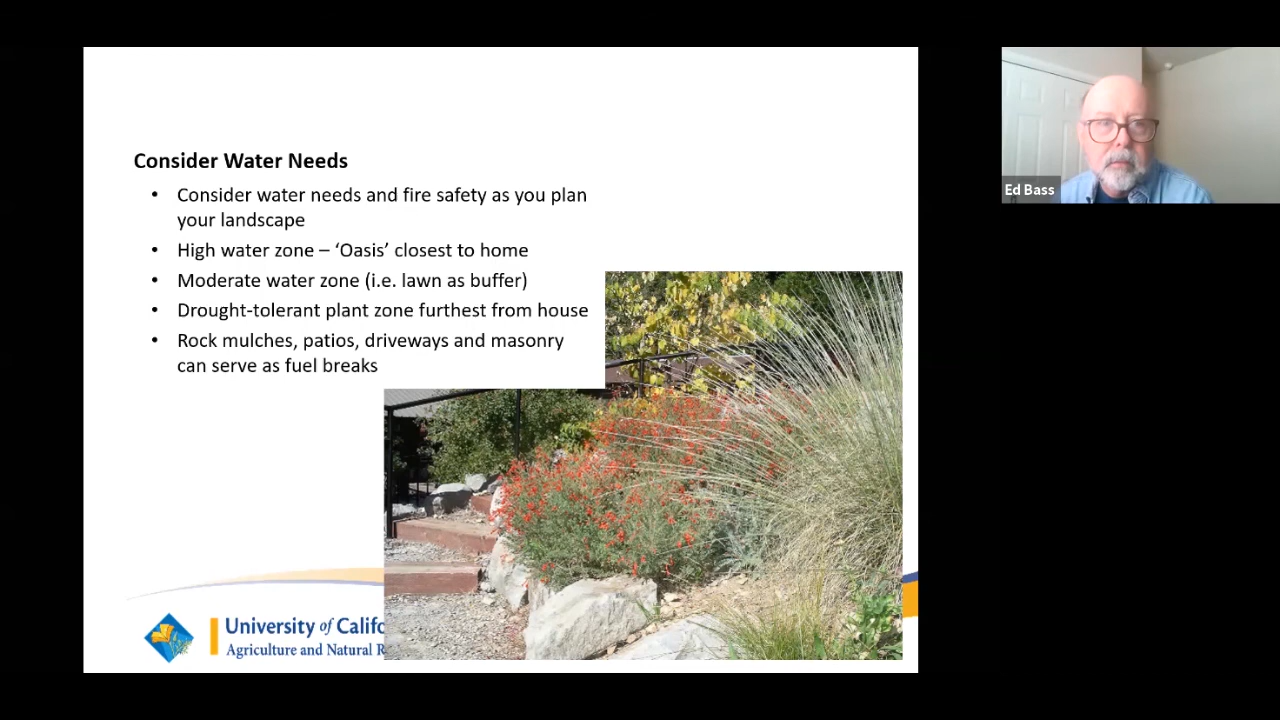 Consider Water Needs
• Consider water needs and fire safety as you plan
your landscape
• High water zone – ‘Oasis’ closest to home
• Moderate water zone (i.e. lawn as buffer)
• Drought-tolerant plant zone furthest from house
• Rock mulches, patios, driveways and masonry
can serve as fuel breaks
University of Califo
Agriculture and Natural R
Ed Bass